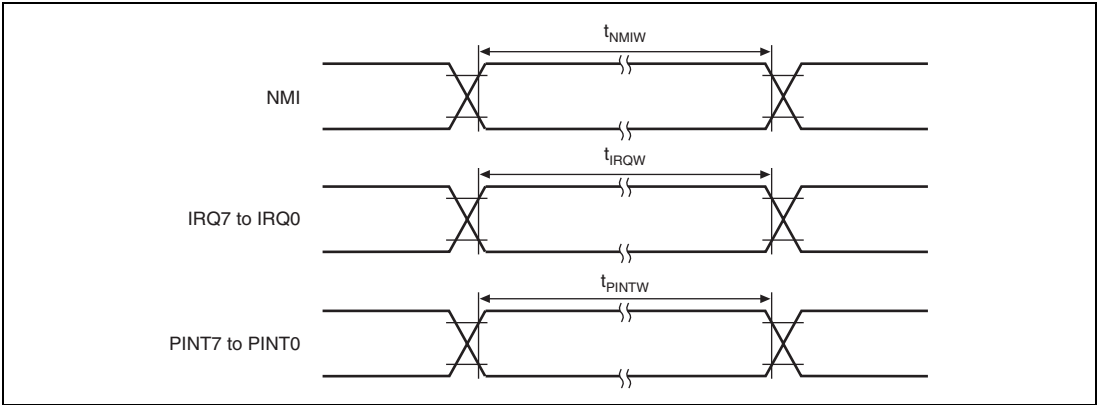 tNMIW
NMI
tIRQW
IRQ7 to IRQ0
tPINTW
PINT7 to PINT0